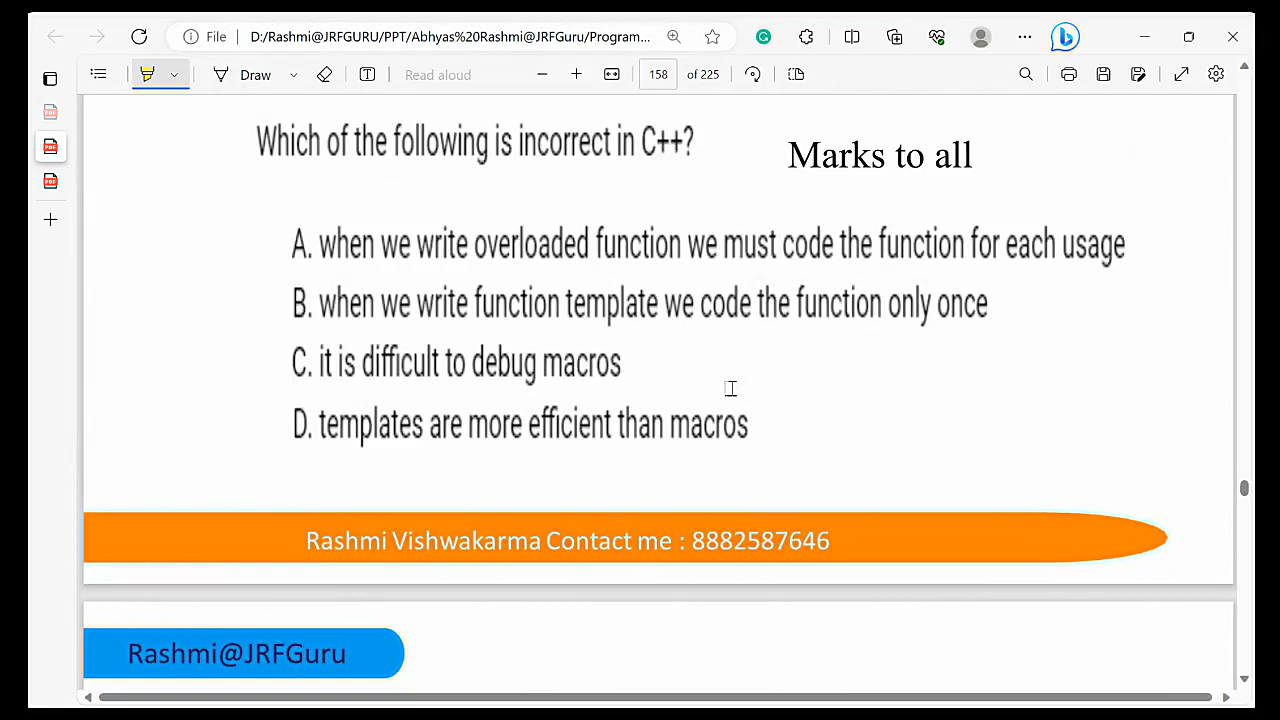 File
D:/Rashmi@JRFGURU/PPT/Abhyas%20Rashmi@JRFGuru/Program...
Draw
Read aloud
158 of 225
Which of the following is incorrect in C++?
Marks to all
A. when we write overloaded function we must code the function for each usage
B. when we write function template we code the function only once
C. it is difficult to debug macros
D. templates are more efficient than macros
Rashmi Vishwakarma Contact me : 8882587646
Rashmi@JRFGuru